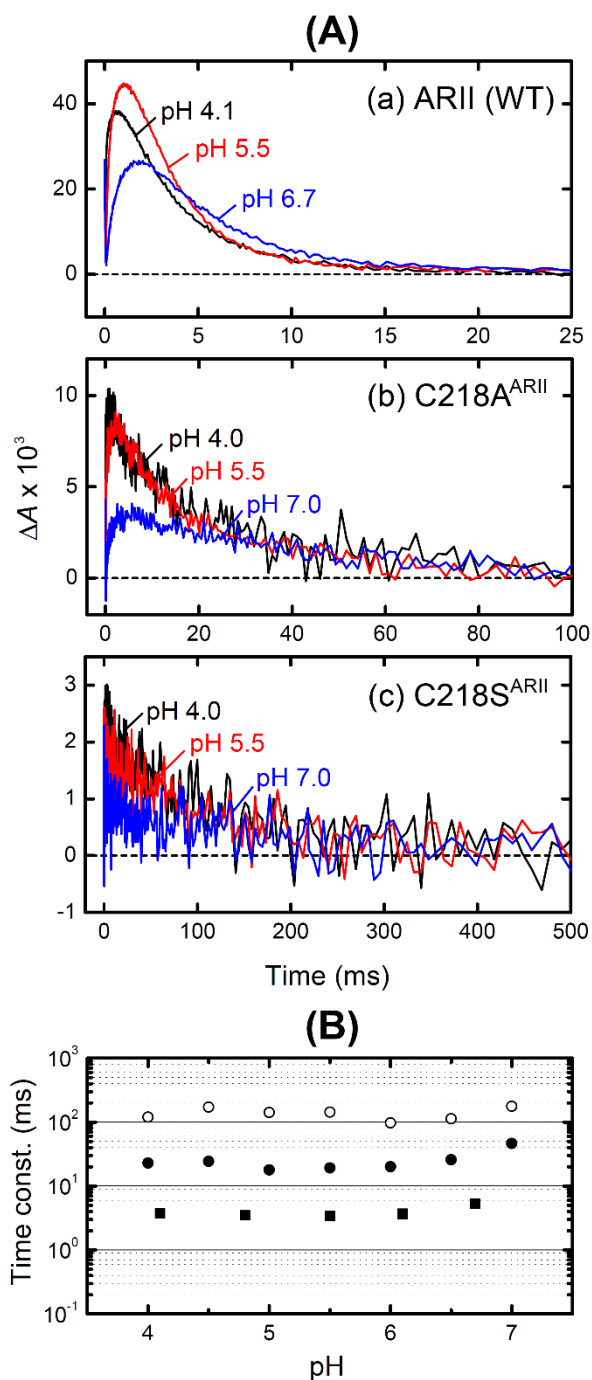 (A)
(a) ARII (WT)
pH 4.1
pH 5.5
pH 6.7
40
20
0
0 5 10 15 20 25
(b) C218A^ARII
pH 4.0
pH 5.5
pH 7.0
10
5
0
ΔA x 10³
0 20 40 60 80 100
(c) C218S^ARII
pH 4.0
pH 5.5
pH 7.0
3
2
1
0
-1
0 100 200 300 400 500
Time (ms)
(B)
10³
10²
10¹
10⁰
10⁻¹
Time const. (ms)
4 5 6 7
pH